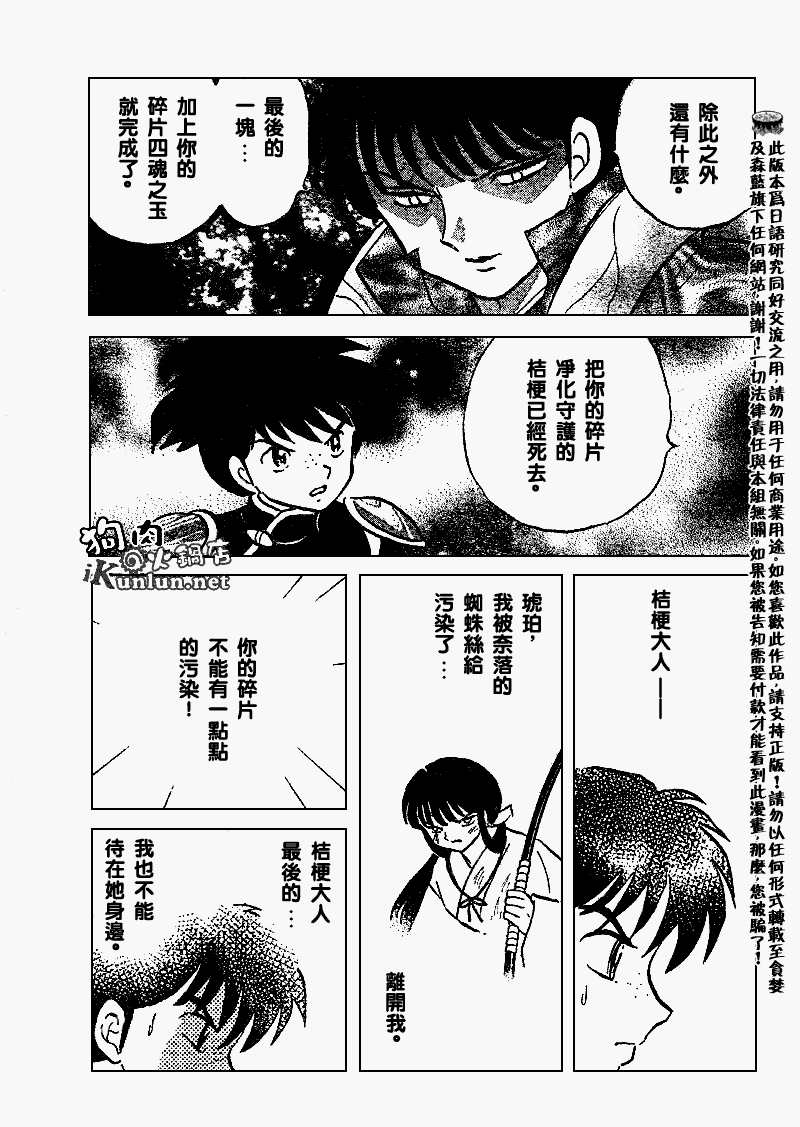 除此之外
還有什麼。
最後的
一塊…
加上你的
碎片四魂之玉
就完成了。
把你的碎片
凈化守護的
桔梗已經死去。
桔梗大人——
琥珀，
我被奈落的
蜘蛛絲給
污染了…
離開我。
你的碎片
不能有一點點
的污染！
桔梗大人
最後的…
我也不能
待在她身邊。
狗肉
火鍋店
iKunlun.net
此版本爲日語研究同好交流之用，請勿用于任何商業用途。如您喜歡此作品，請支持正版！請勿以任何形式轉載至貪婪
及森藍旗下任何網站，謝謝！一切法律責任與本組無關。如果您被告知需要付款才能看到此漫畫，那麼，您被騙了！